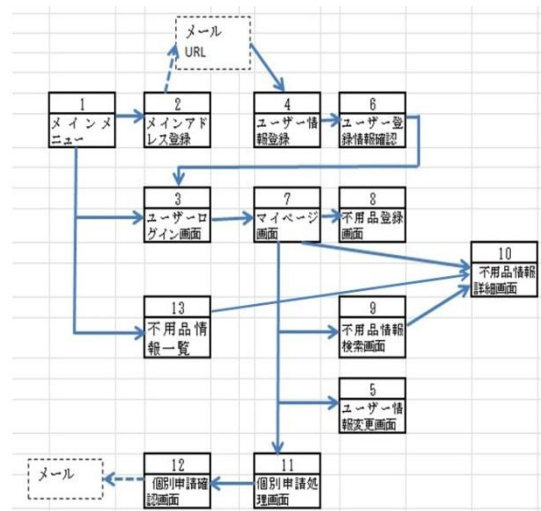 メール
URL
1
メインメ
ニュー
2
メインアド
レス登録
4
ユーザー情
報登録
6
ユーザー登
録情報確認
3
ユーザーロ
グイン画面
7
マイページ
画面
8
不用品登録
画面
10
不用品情報
詳細画面
13
不用品情
報一覧
9
不用品情報
検索画面
5
ユーザー情
報変更画面
メール
12
個別申請確
認画面
11
個別申請処
理画面